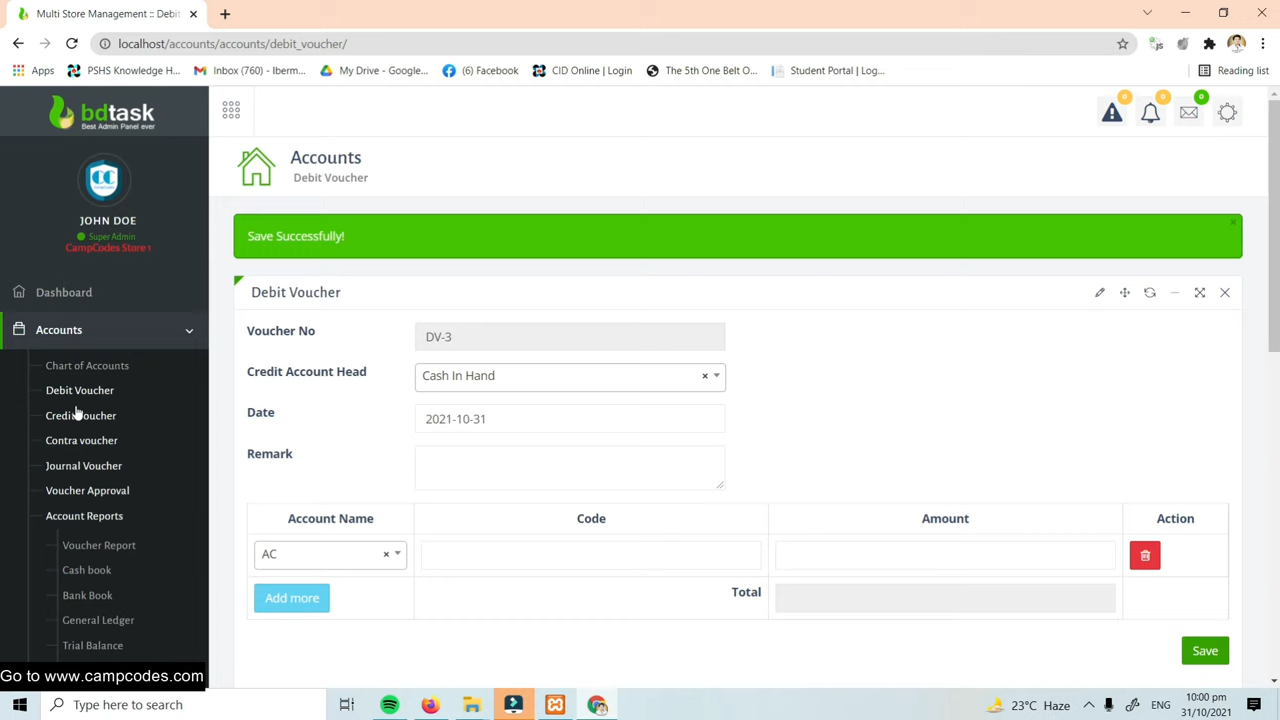 Multi Store Management :: Debit
localhost/accounts/accounts/debit_voucher/
Apps
PSHS Knowledge H...
Inbox (760) - Iberm...
My Drive - Google...
(6) Facebook
CID Online | Login
The 5th One Belt O...
Student Portal | Log...
Reading list
bdtask
Best Admin Panel ever
0
0
0
Accounts
Debit Voucher
JOHN DOE
Super Admin
CampCodes Store 1
Save Successfully!
×
Dashboard
Accounts
Chart of Accounts
Debit Voucher
Credit Voucher
Contra voucher
Journal Voucher
Voucher Approval
Account Reports
Voucher Report
Cash book
Bank Book
General Ledger
Trial Balance
Debit Voucher
Voucher No
DV-3
Credit Account Head
Cash In Hand
×
Date
2021-10-31
Remark
Account Name
Code
Amount
Action
AC
×
Add more
Total
Save
Go to www.campcodes.com
Type here to search
23°C Haze
ENG
10:00 pm
31/10/2021